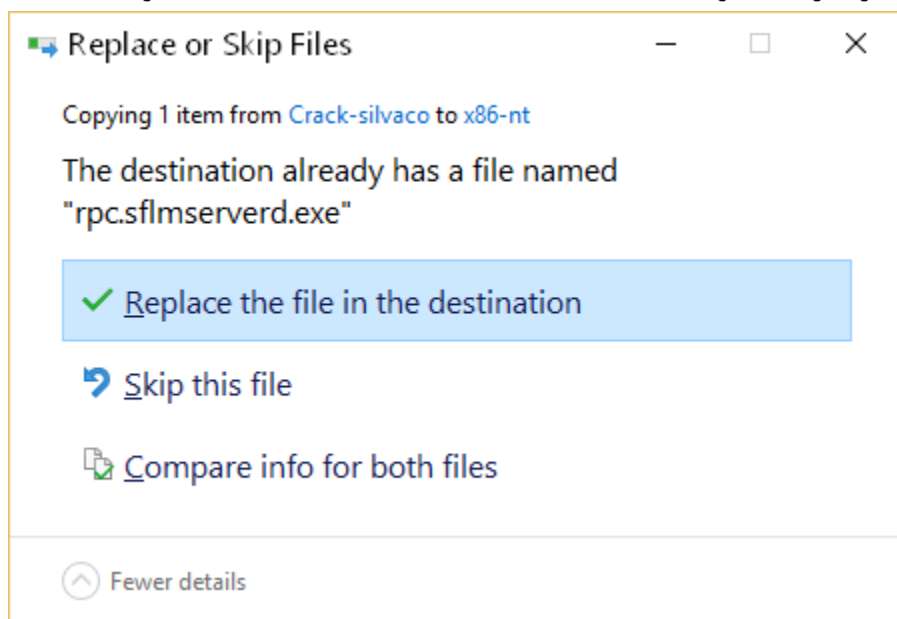 Replace or Skip Files
Copying 1 item from Crack-silvaco to x86-nt
The destination already has a file named
"rpc.sflmserverd.exe"
Replace the file in the destination
Skip this file
Compare info for both files
Fewer details